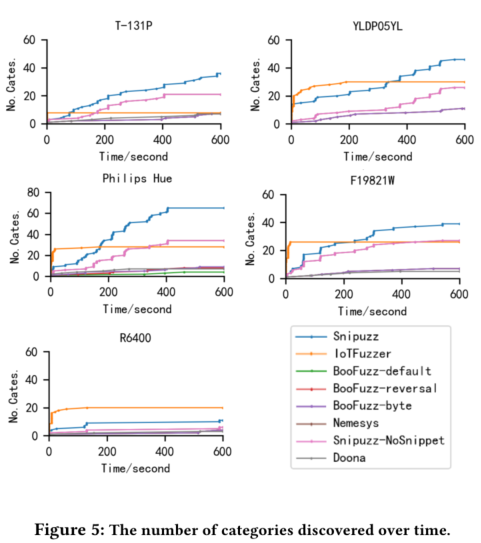 T-131P
60
40
20
0
No.Cates.
0 200 400 600
Time/second
YLDP05YL
60
40
20
0
No.Cates.
0 200 400 600
Time/second
Philips Hue
80
60
40
20
0
No.Cates.
0 200 400 600
Time/second
F19821W
60
40
20
0
No.Cates.
0 200 400 600
Time/second
R6400
60
40
20
0
No.Cates.
0 200 400 600
Time/second
Snipuzz
IoTFuzzer
BooFuzz-default
BooFuzz-reversal
BooFuzz-byte
Nemesys
Snipuzz-NoSnippet
Doona
Figure 5: The number of categories discovered over time.